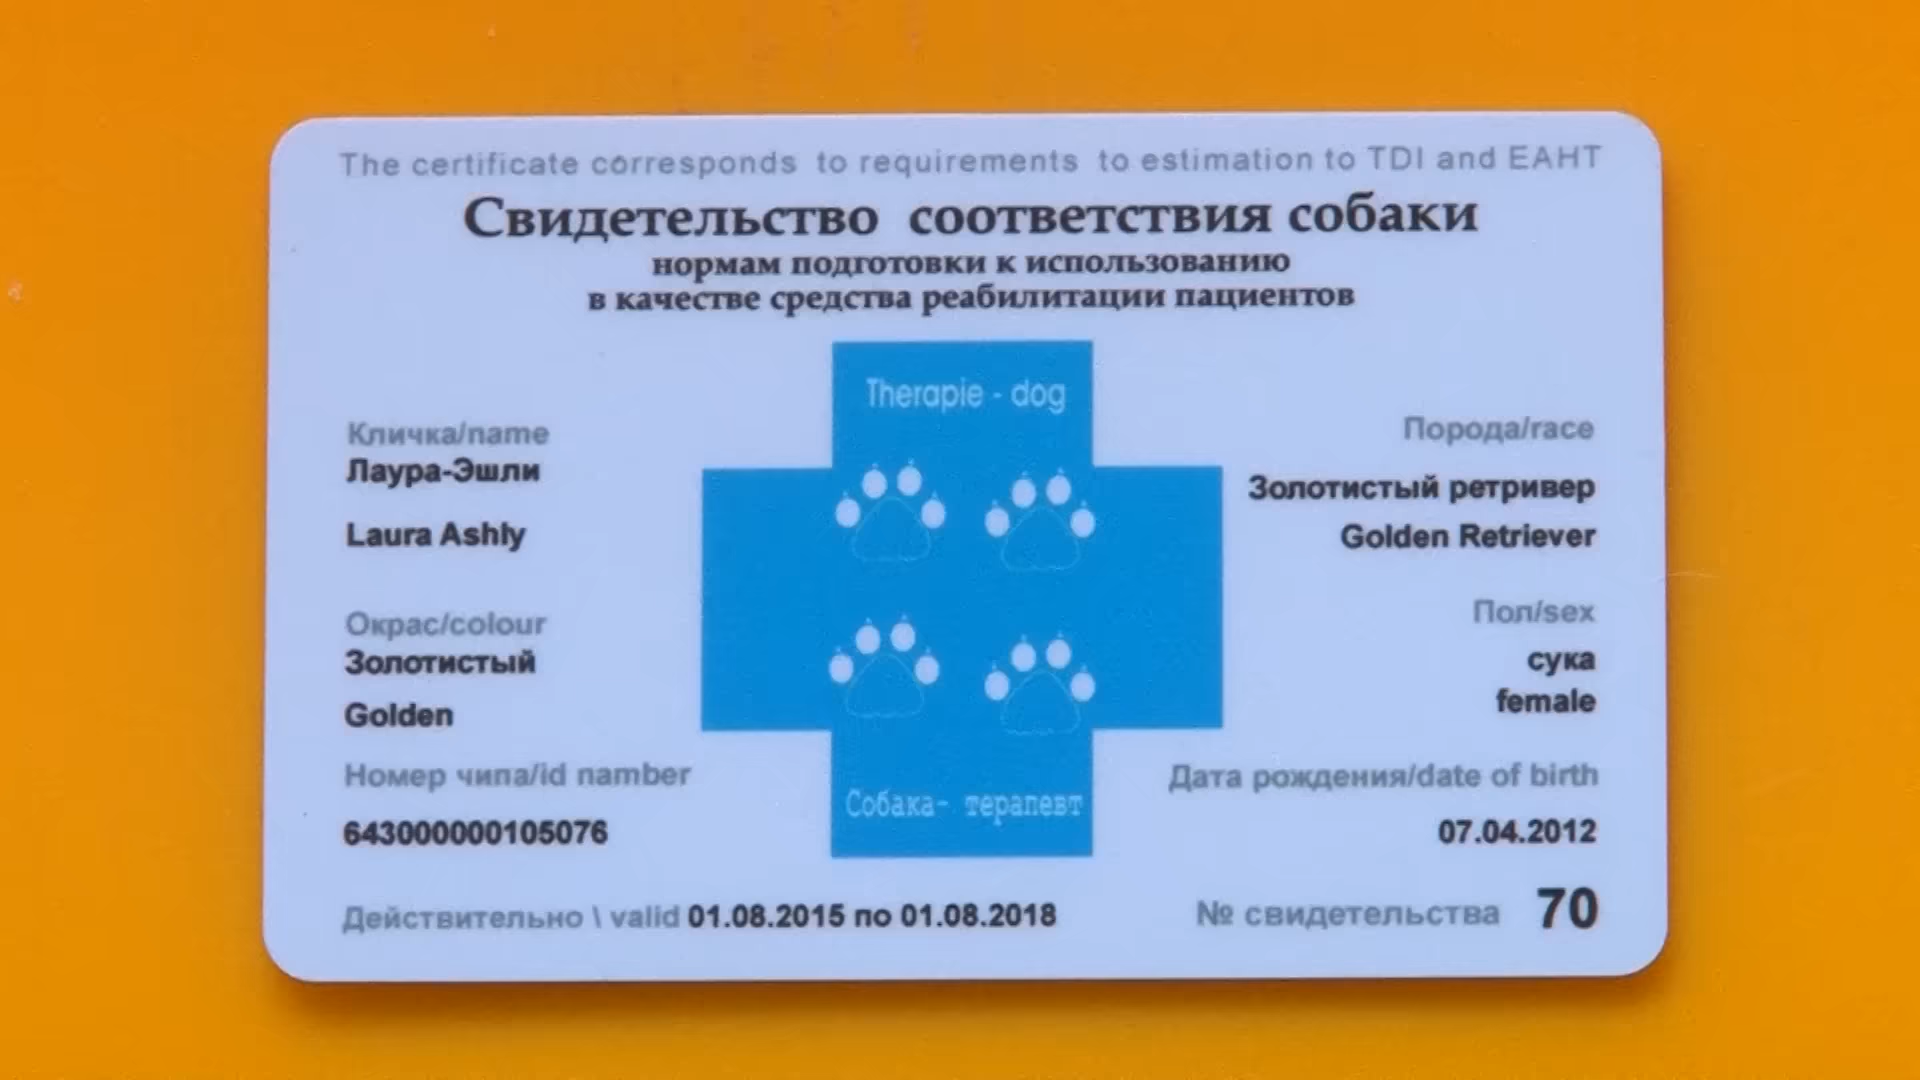 The certificate corresponds to requirements to estimation to TDI and EAHT
Свидетельство соответствия собаки
нормам подготовки к использованию
в качестве средства реабилитации пациентов
Therapie - dog
Кличка/name
Лаура-Эшли
Laura Ashly
Порода/race
Золотистый ретривер
Golden Retriever
Окрас/colour
Золотистый
Golden
Пол/sex
сука
female
Номер чипа/id namber
643000000105076
Собака- терапевт
Дата рождения/date of birth
07.04.2012
Действительно \ valid 01.08.2015 по 01.08.2018
№ свидетельства 70